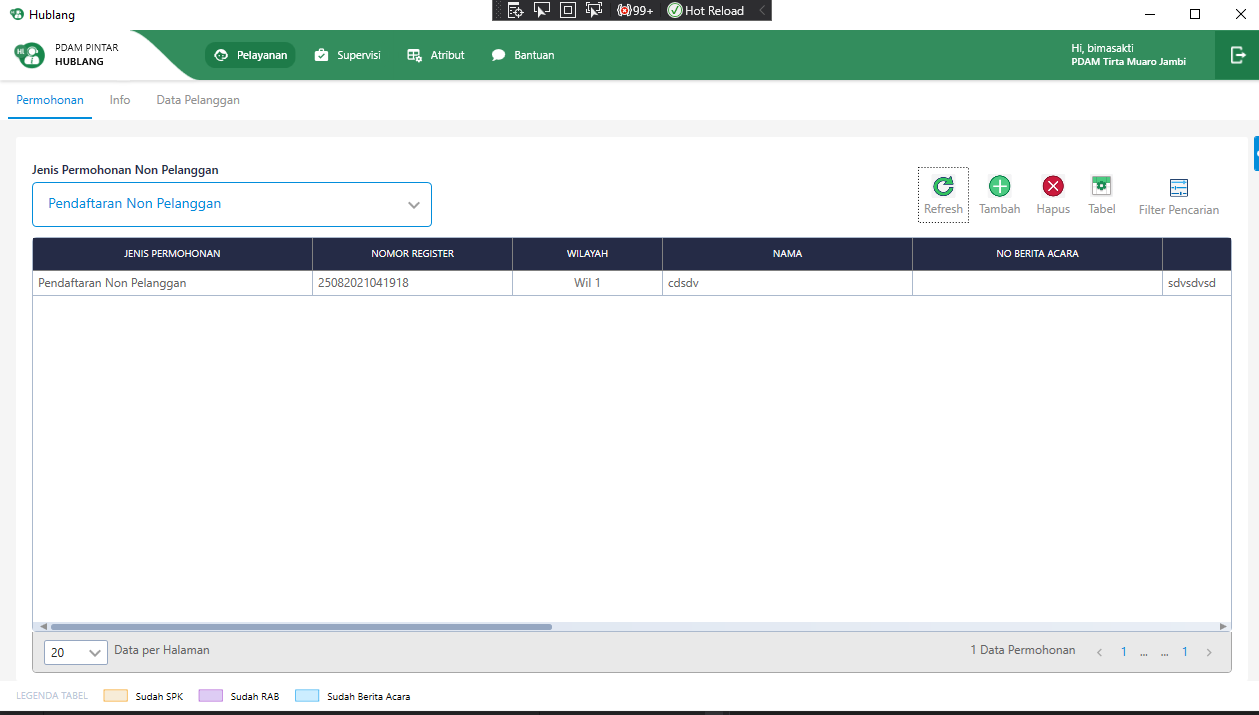 Hublang
99+
Hot Reload
PDAM PINTAR
HUBLANG
Pelayanan
Supervisi
Atribut
Bantuan
Hi, bimasakti
PDAM Tirta Muaro Jambi
Permohonan
Info
Data Pelanggan
Jenis Permohonan Non Pelanggan
Pendaftaran Non Pelanggan
Refresh
Tambah
Hapus
Tabel
Filter Pencarian
JENIS PERMOHONAN NOMOR REGISTER WILAYAH NAMA NO BERITA ACARA
Pendaftaran Non Pelanggan 25082021041918 Wil 1 cdsdv sdvsdvsd
20 Data per Halaman
1 Data Permohonan
1 ... ... 1
LEGENDA TABEL Sudah SPK Sudah RAB Sudah Berita Acara